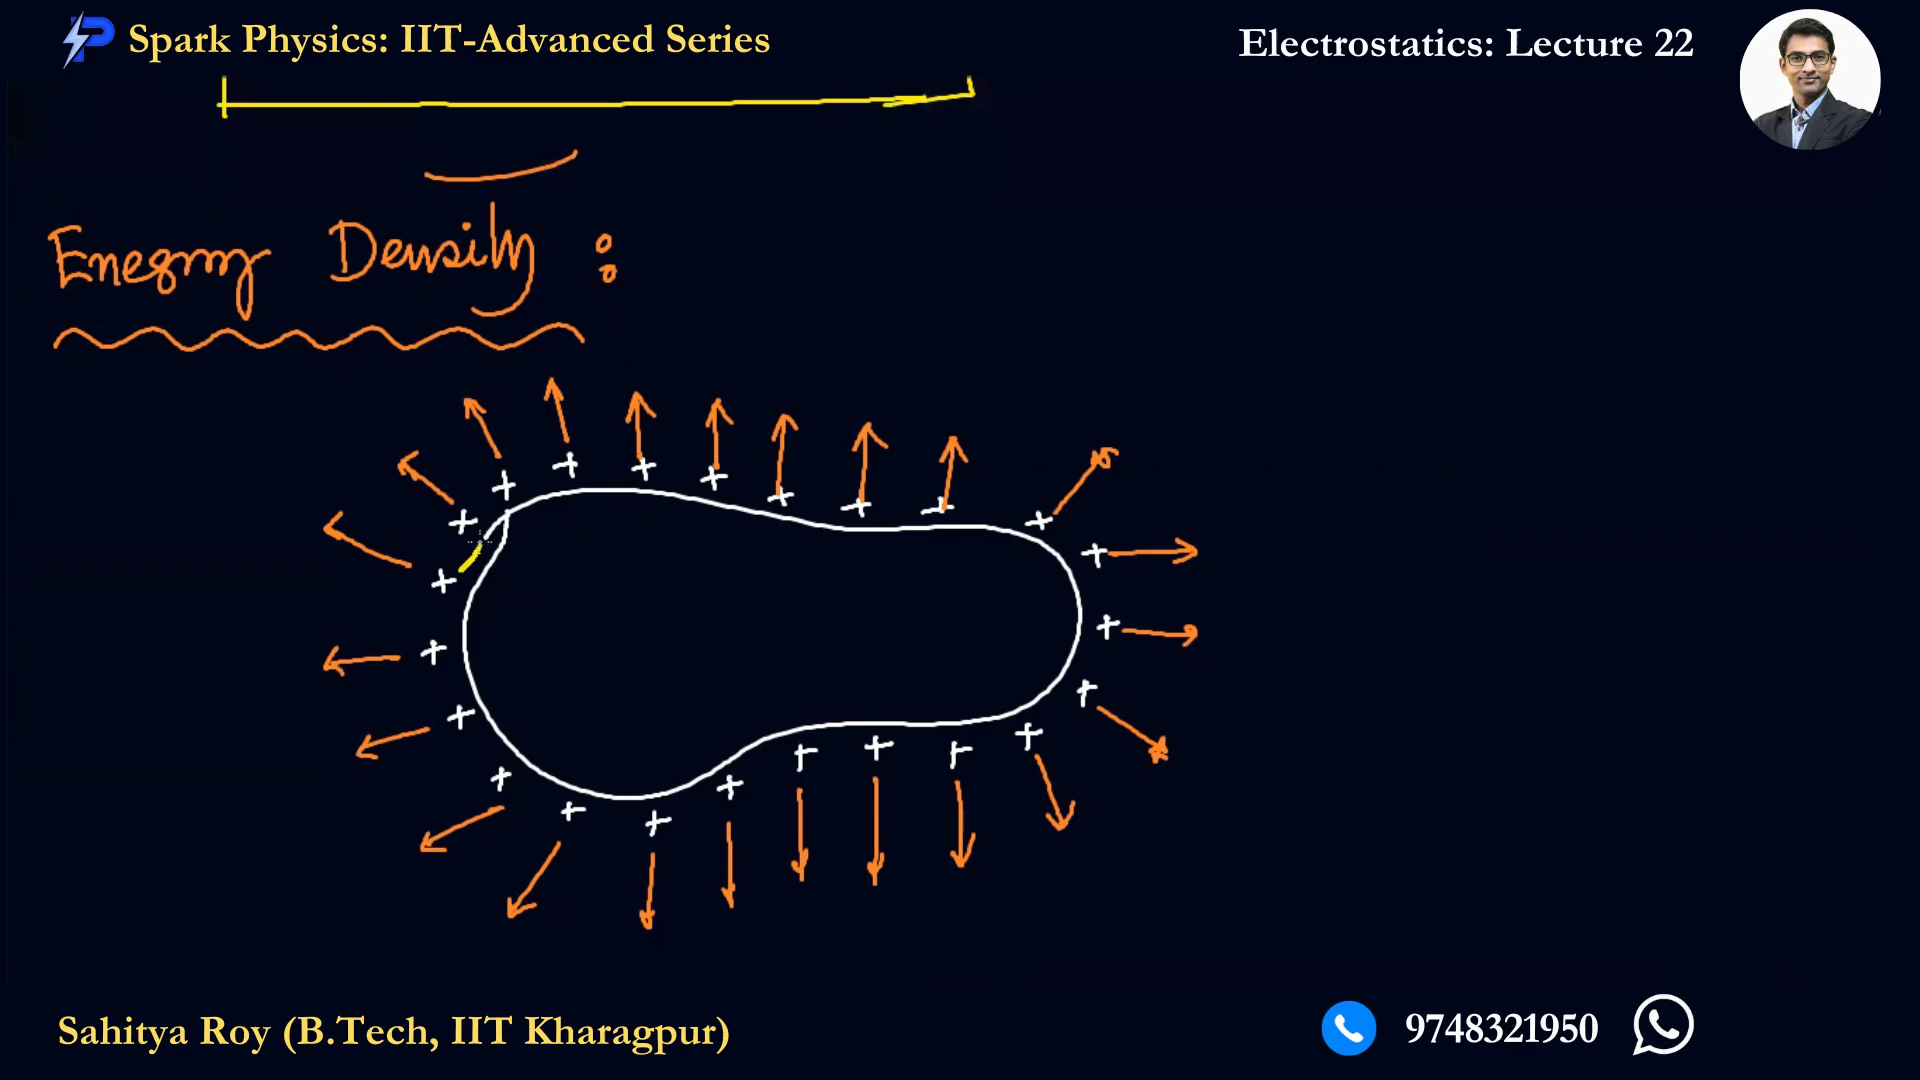 Spark Physics: IIT-Advanced Series
Electrostatics: Lecture 22
Energy Density :
+ + + + + + + + + + + + + + + + + + + + + + + +
Sahitya Roy (B.Tech, IIT Kharagpur)
9748321950